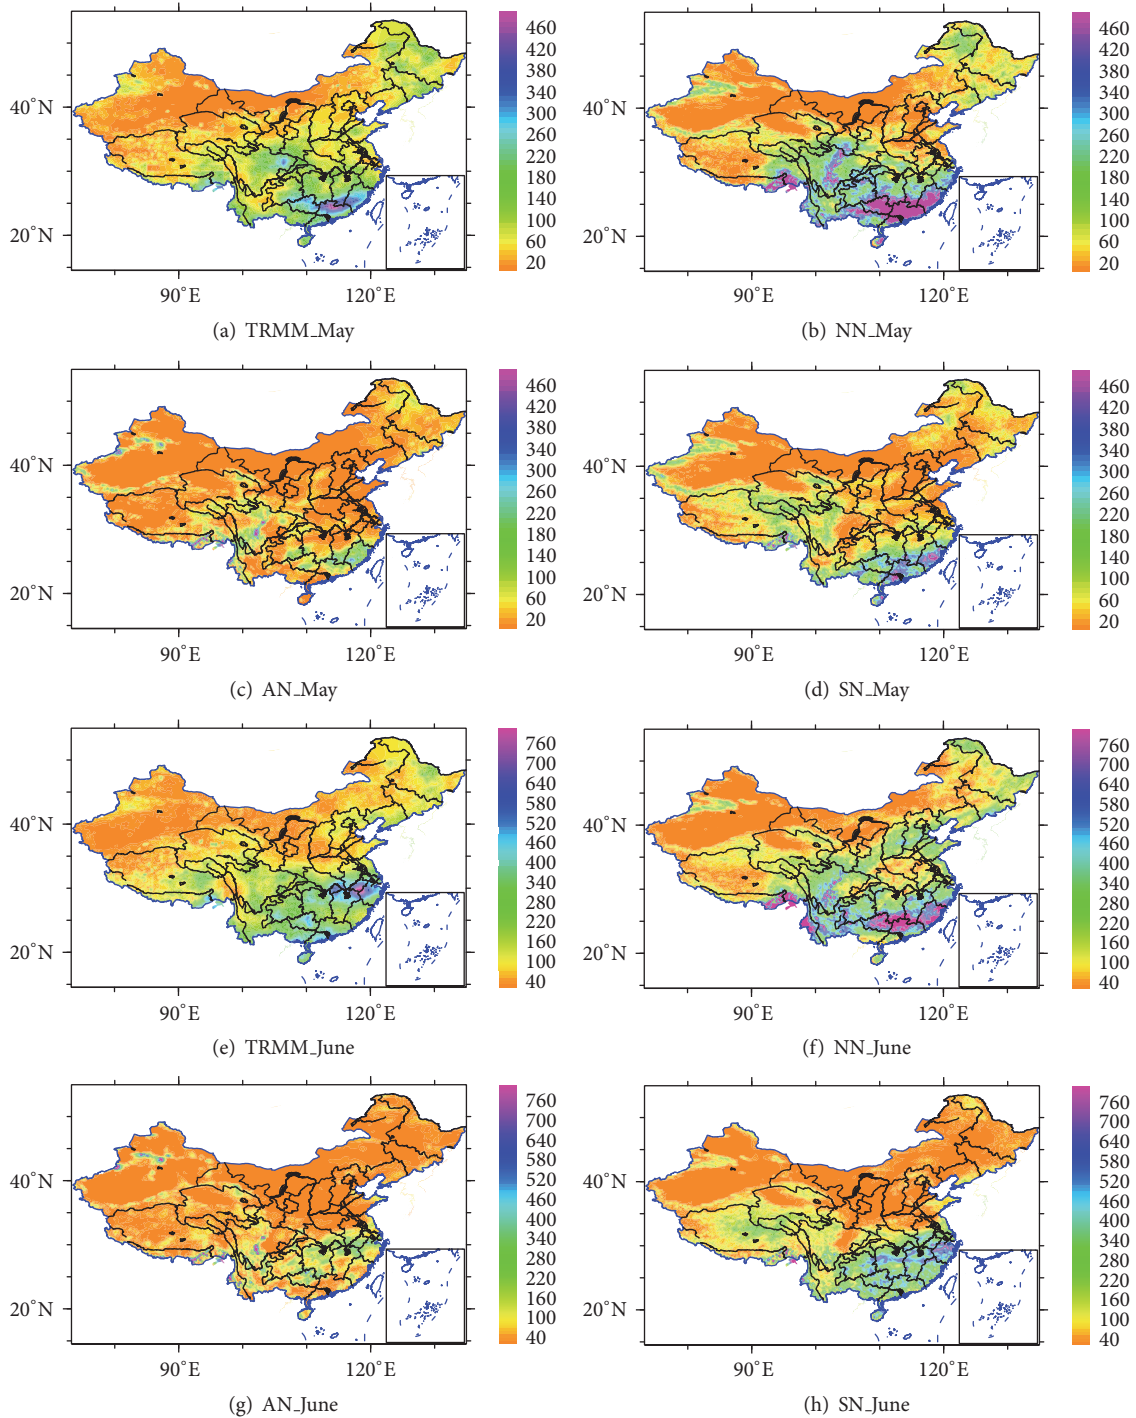 460
420
380
340
300
260
220
180
140
100
60
20
40°N
20°N
90°E
120°E
(a) TRMM_May
460
420
380
340
300
260
220
180
140
100
60
20
40°N
20°N
90°E
120°E
(b) NN_May
460
420
380
340
300
260
220
180
140
100
60
20
40°N
20°N
90°E
120°E
(c) AN_May
460
420
380
340
300
260
220
180
140
100
60
20
40°N
20°N
90°E
120°E
(d) SN_May
760
700
640
580
520
460
400
340
280
220
160
100
40
40°N
20°N
90°E
120°E
(e) TRMM_June
760
700
640
580
520
460
400
340
280
220
160
100
40
40°N
20°N
90°E
120°E
(f) NN_June
760
700
640
580
520
460
400
340
280
220
160
100
40
40°N
20°N
90°E
120°E
(g) AN_June
760
700
640
580
520
460
400
340
280
220
160
100
40
40°N
20°N
90°E
120°E
(h) SN_June